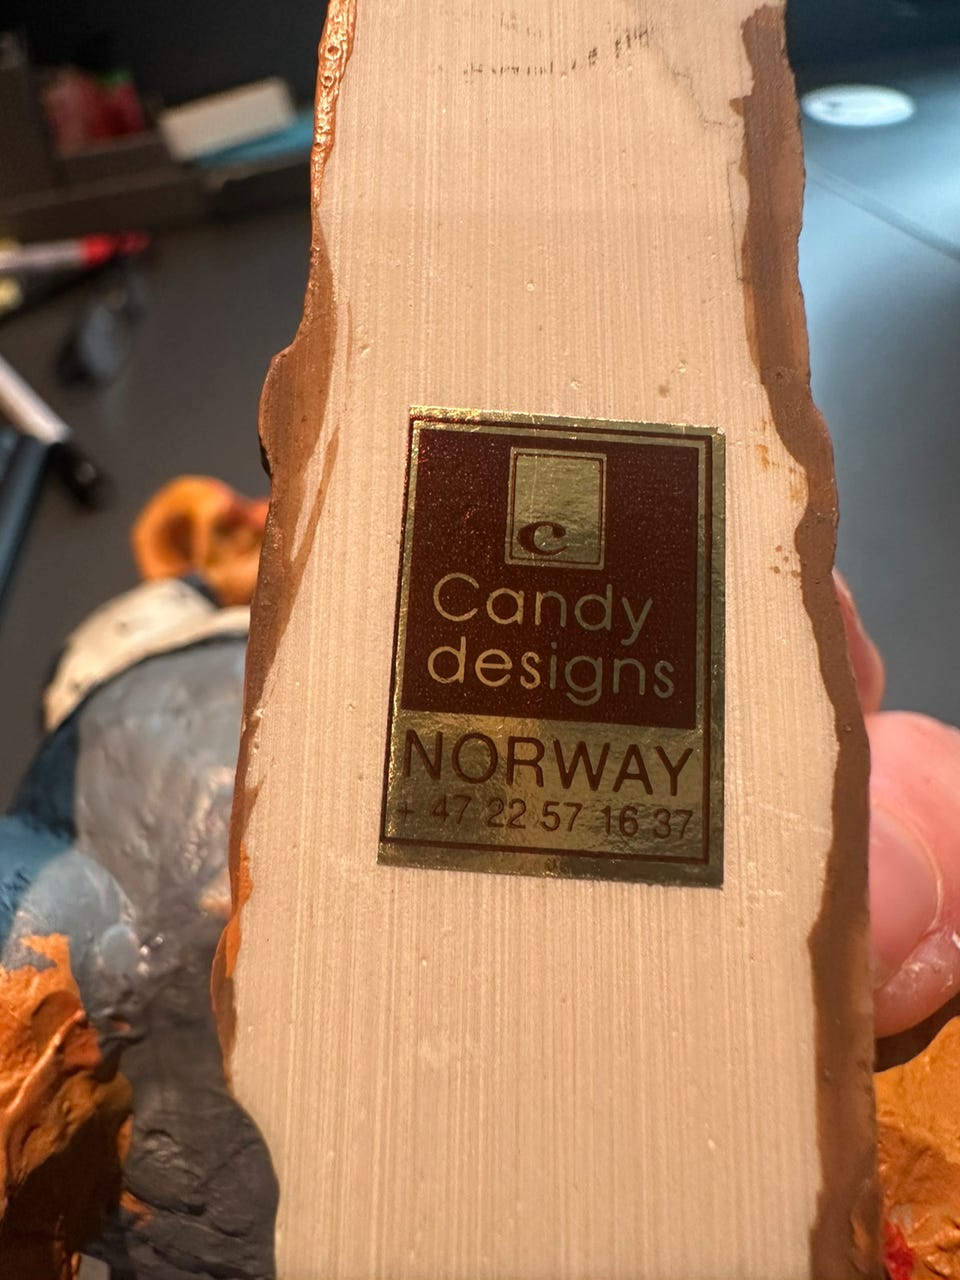 c
Candy
designs
NORWAY
+ 47 22 57 16 37